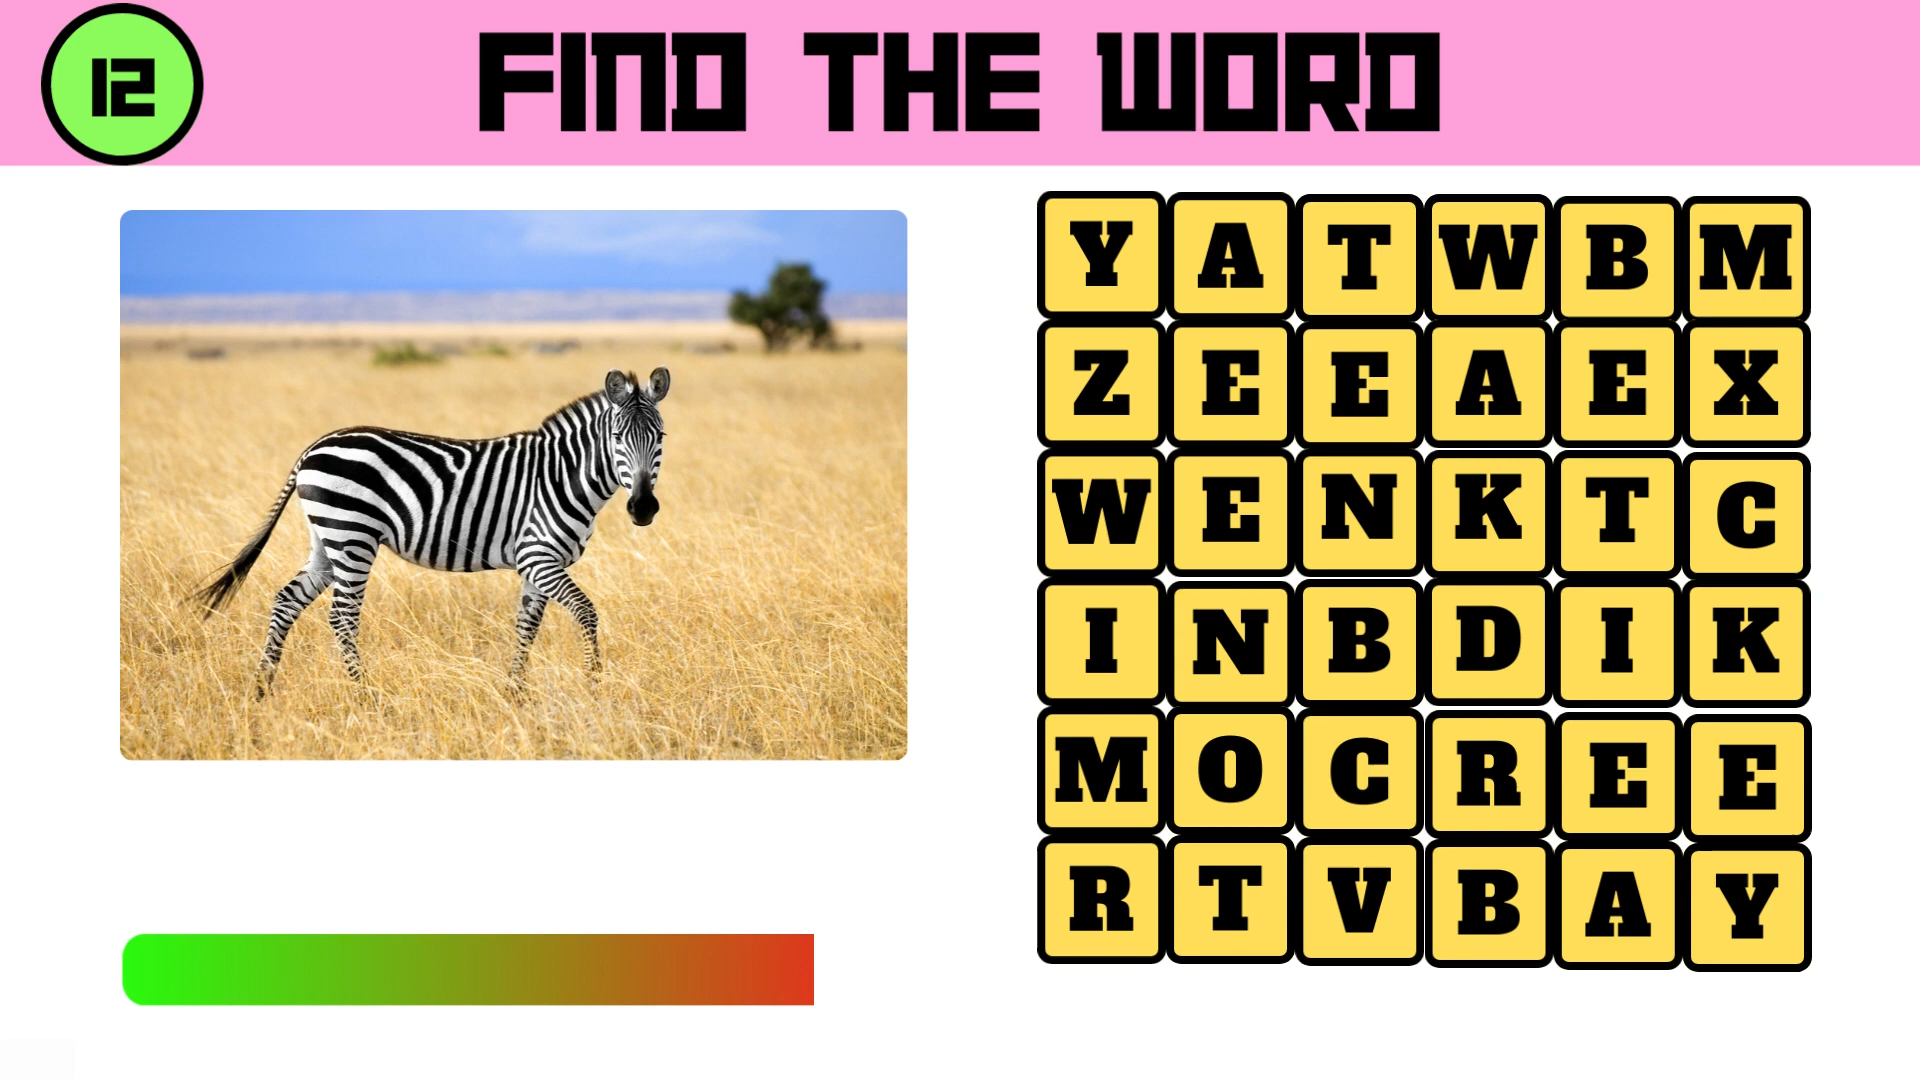 12
FIND THE WORD
Y A T W B M
Z E E A E X
W E N K T C
I N B D I K
M O C R E E
R T V B A Y